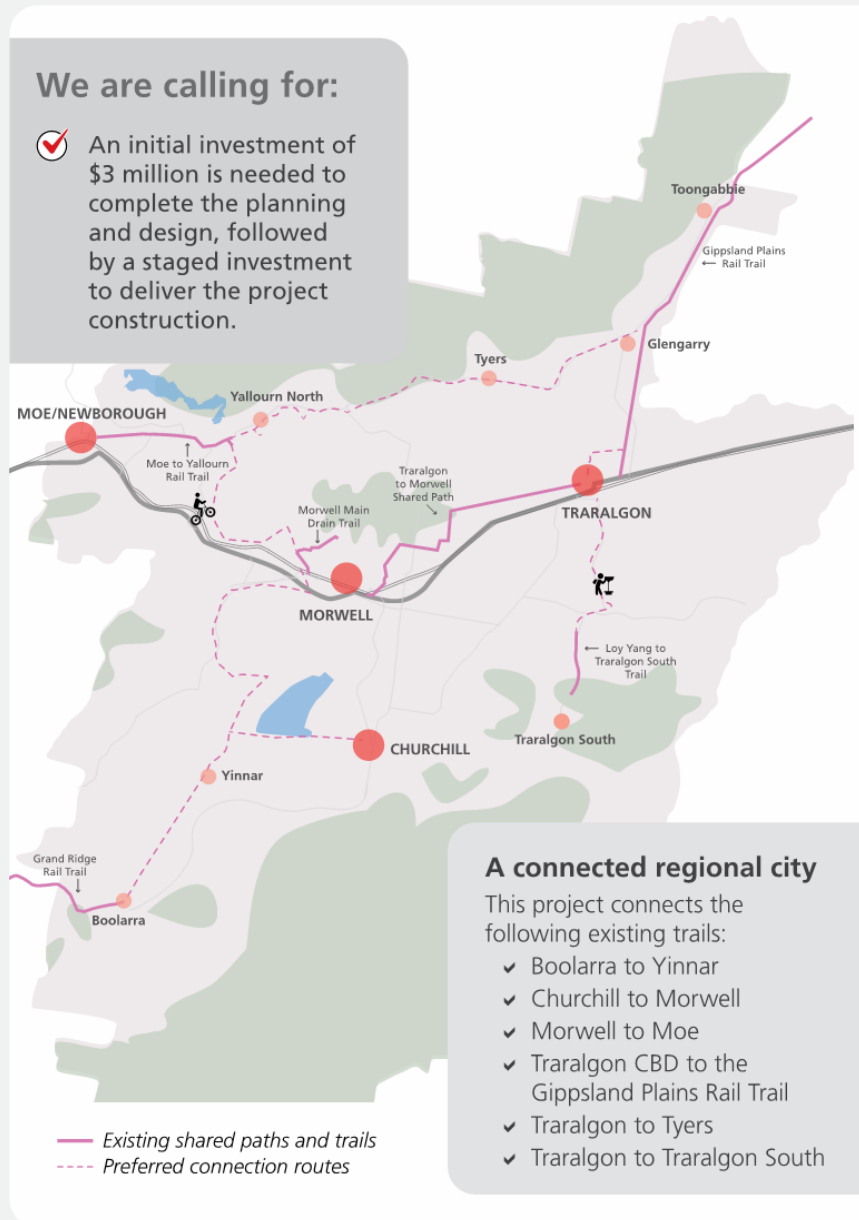 We are calling for:
An initial investment of
$3 million is needed to
complete the planning
and design, followed
by a staged investment
to deliver the project
construction.
Toongabbie
Gippsland Plains
← Rail Trail
Glengarry
Tyers
Yallourn North
MOE/NEWBOROUGH
Moe to Yallourn
Rail Trail
Traralgon
to Morwell
Shared Path
Morwell Main
Drain Trail
TRARALGON
MORWELL
← Loy Yang to
Traralgon South
Trail
Traralgon South
CHURCHILL
Yinnar
Grand Ridge
Rail Trail
Boolarra
A connected regional city
This project connects the
following existing trails:
Boolarra to Yinnar
Churchill to Morwell
Morwell to Moe
Traralgon CBD to the
Gippsland Plains Rail Trail
Traralgon to Tyers
Traralgon to Traralgon South
Existing shared paths and trails
Preferred connection routes